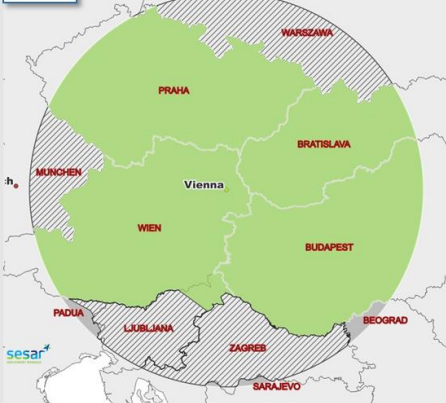 WARSZAWA
PRAHA
BRATISLAVA
MUNCHEN
h
Vienna
WIEN
BUDAPEST
PADUA
LJUBLJANA
BEOGRAD
ZAGREB
sesar
SARAJEVO